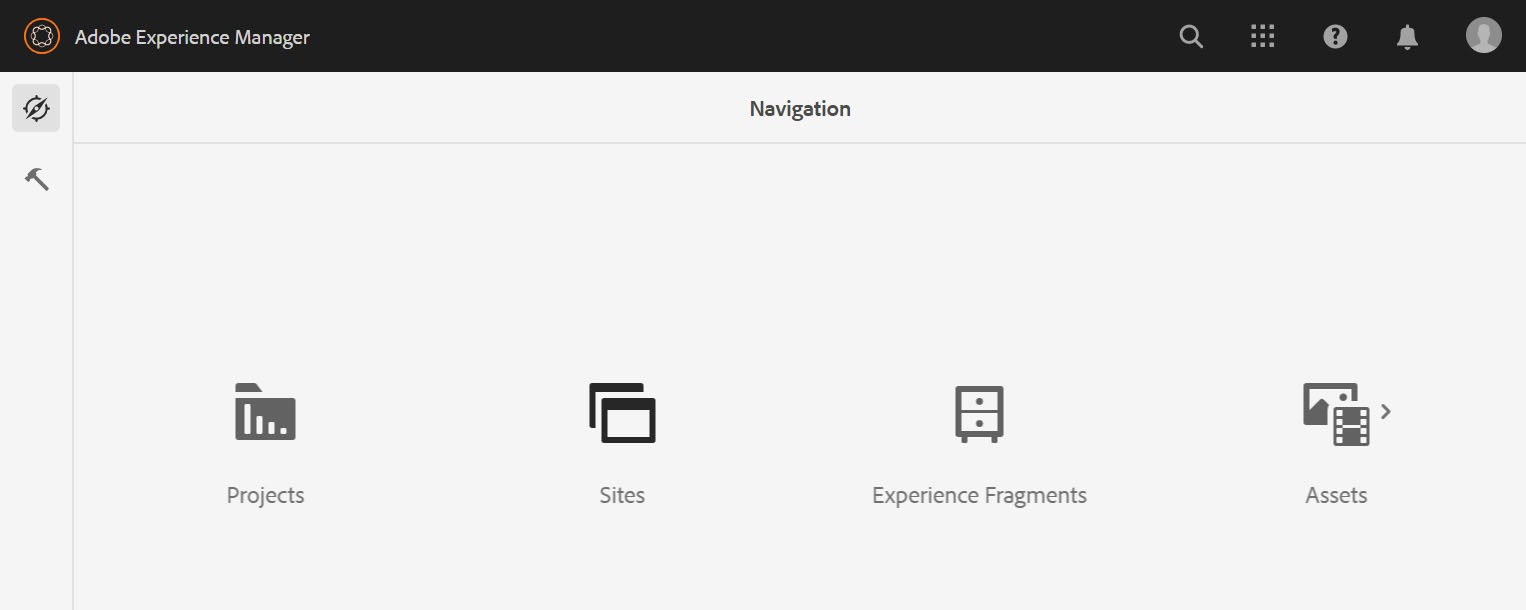 Adobe Experience Manager
Navigation
Projects
Sites
Experience Fragments
Assets